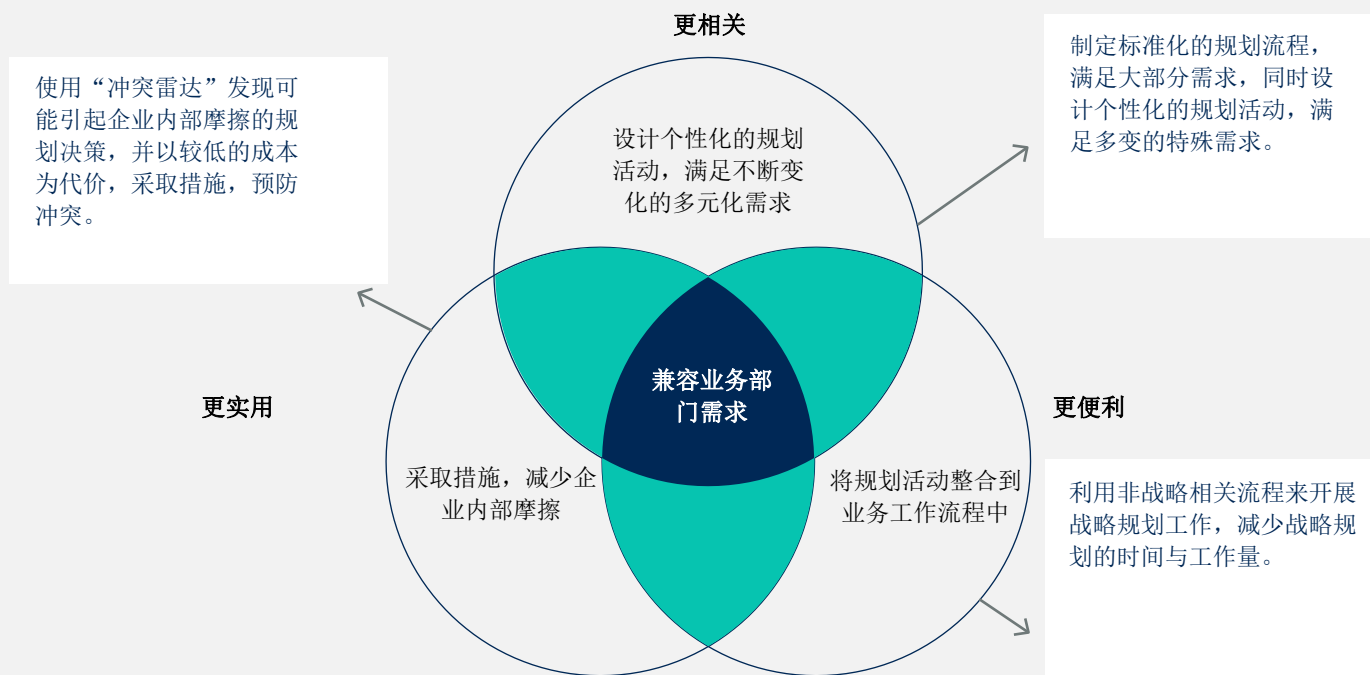 更相关
使用“冲突雷达”发现可
能引起企业内部摩擦的规
划决策，并以较低的成本
为代价，采取措施，预防
冲突。
制定标准化的规划流程，
满足大部分需求，同时设
计个性化的规划活动，满
足多变的特殊需求。
设计个性化的规划
活动，满足不断变
化的多元化需求
兼容业务部
门需求
更实用
更便利
采取措施，减少企
业内部摩擦
将规划活动整合到
业务工作流程中
利用非战略相关流程来开展
战略规划工作，减少战略规
划的时间与工作量。